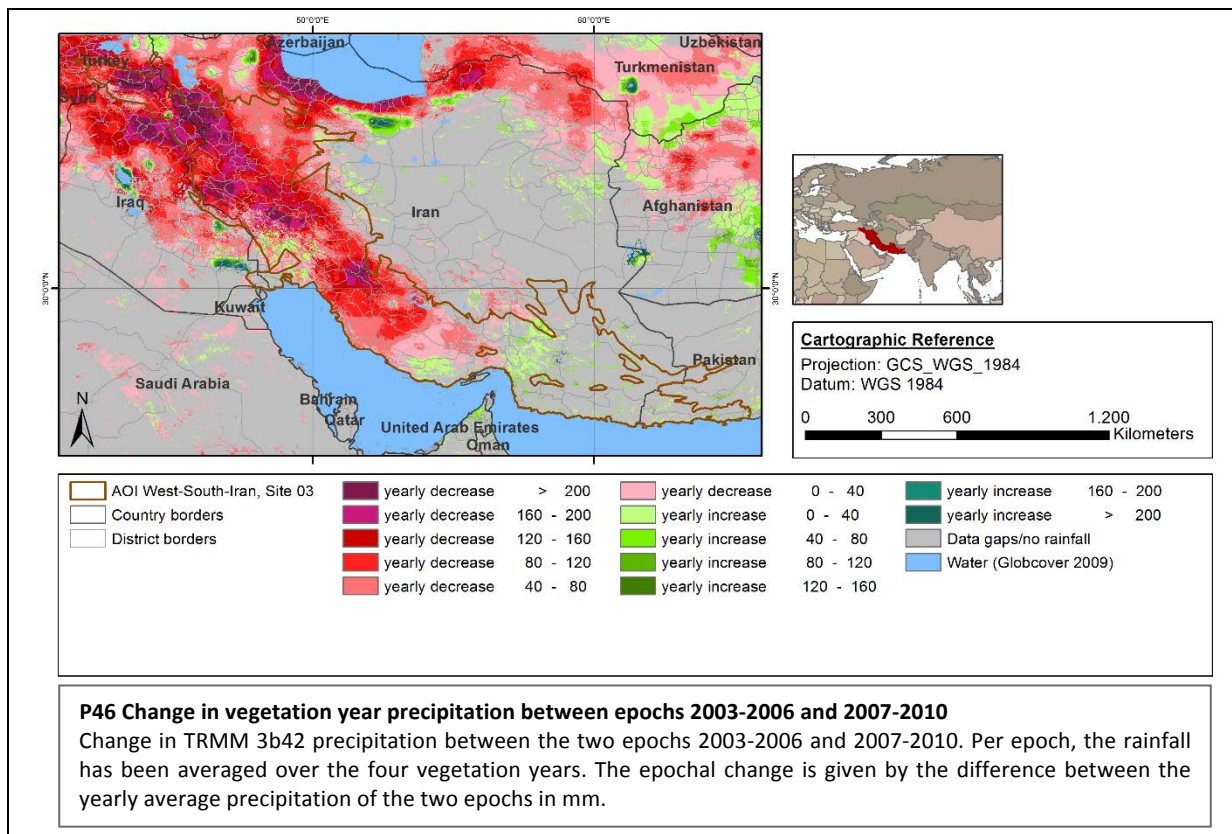 50°0'0"E 60°0'0"E
Azerbaijan
Uzbekistan
Turkey
Turkmenistan
Syria
Iraq
Iran
Afghanistan
30°0'0"N
30°0'0"N
Kuwait
Pakistan
Saudi Arabia
Bahrain
Qatar
United Arab Emirates
Oman
N
Cartographic Reference
Projection: GCS_WGS_1984
Datum: WGS 1984
0 300 600 1.200
Kilometers
AOI West-South-Iran, Site 03
Country borders
District borders
yearly decrease > 200
yearly decrease 160 - 200
yearly decrease 120 - 160
yearly decrease 80 - 120
yearly decrease 40 - 80
yearly decrease 0 - 40
yearly increase 0 - 40
yearly increase 40 - 80
yearly increase 80 - 120
yearly increase 120 - 160
yearly increase 160 - 200
yearly increase > 200
Data gaps/no rainfall
Water (Globcover 2009)
P46 Change in vegetation year precipitation between epochs 2003-2006 and 2007-2010
Change in TRMM 3b42 precipitation between the two epochs 2003-2006 and 2007-2010. Per epoch, the rainfall
has been averaged over the four vegetation years. The epochal change is given by the difference between the
yearly average precipitation of the two epochs in mm.